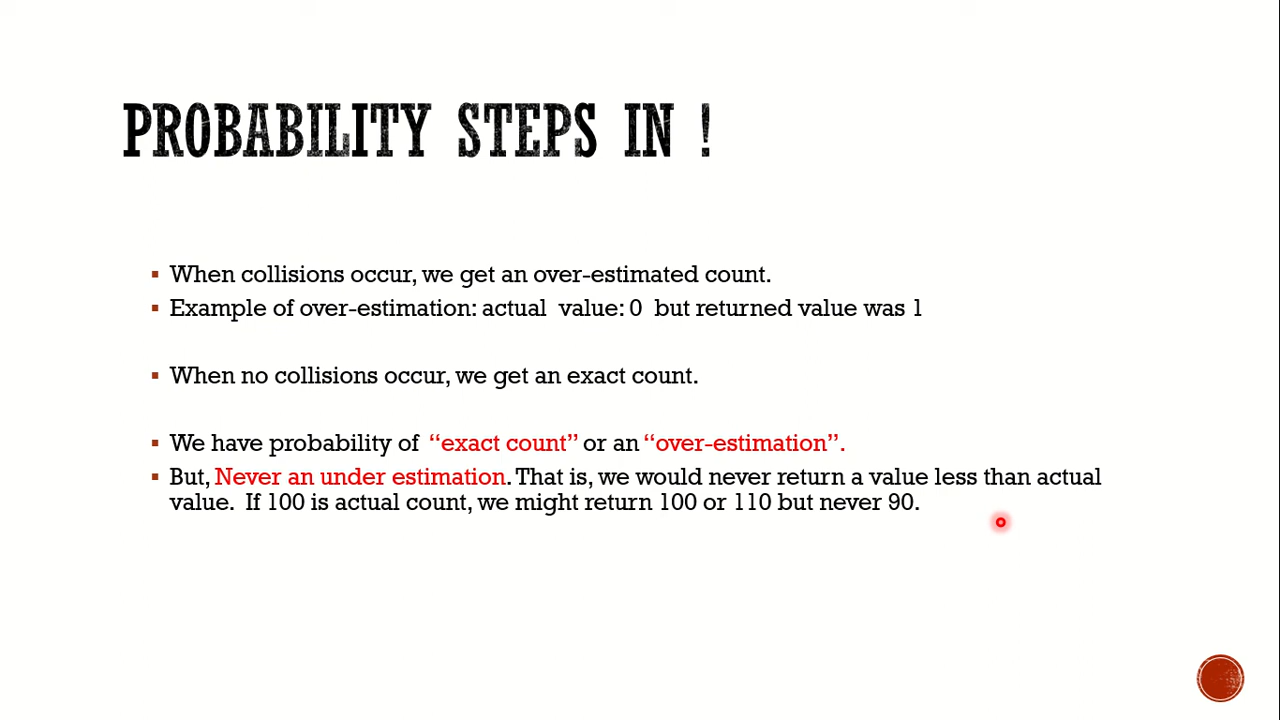 PROBABILITY STEPS IN !
▪ When collisions occur, we get an over-estimated count.
▪ Example of over-estimation: actual value: 0 but returned value was 1
▪ When no collisions occur, we get an exact count.
▪ We have probability of “exact count” or an “over-estimation”.
▪ But, Never an under estimation. That is, we would never return a value less than actual
value. If 100 is actual count, we might return 100 or 110 but never 90.